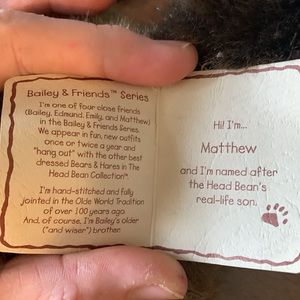 Bailey & Friends™ Series
I'm one of four close friends
(Bailey, Edmund, Emily, and Matthew)
in the Bailey & Friends Series.
We appear in fun, new outfits
once or twice a year and
"hang out" with the other best
dressed Bears & Hares in The
Head Bean Collection™.
I'm hand-stitched and fully
jointed in the Olde World Tradition
of over 100 years ago.
And, of course, I'm Bailey's older
("and wiser") brother.
Hi! I'm...
Matthew
and I'm named after
the Head Bean's
real-life son.